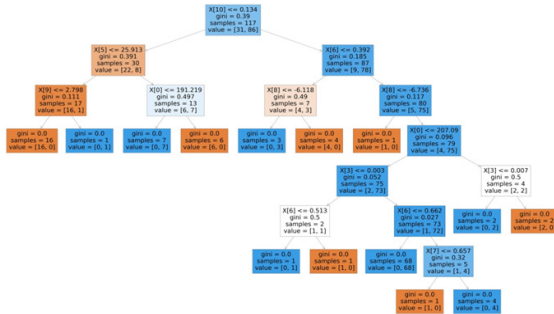 X[10] <= 0.134
gini = 0.39
samples = 117
value = [31, 86]
X[5] <= 25.913
gini = 0.391
samples = 30
value = [22, 8]
X[6] <= 0.392
gini = 0.185
samples = 87
value = [9, 78]
X[9] <= 2.798
gini = 0.111
samples = 17
value = [16, 1]
X[0] <= 191.219
gini = 0.497
samples = 13
value = [6, 7]
X[8] <= -6.118
gini = 0.49
samples = 7
value = [4, 3]
X[8] <= -6.736
gini = 0.117
samples = 80
value = [5, 75]
gini = 0.0
samples = 16
value = [16, 0]
gini = 0.0
samples = 1
value = [0, 1]
gini = 0.0
samples = 7
value = [0, 7]
gini = 0.0
samples = 6
value = [6, 0]
gini = 0.0
samples = 3
value = [0, 3]
gini = 0.0
samples = 4
value = [4, 0]
gini = 0.0
samples = 1
value = [1, 0]
X[0] <= 207.09
gini = 0.096
samples = 79
value = [4, 75]
X[3] <= 0.003
gini = 0.052
samples = 75
value = [2, 73]
X[3] <= 0.007
gini = 0.5
samples = 4
value = [2, 2]
X[6] <= 0.513
gini = 0.5
samples = 2
value = [1, 1]
X[6] <= 0.662
gini = 0.027
samples = 73
value = [1, 72]
gini = 0.0
samples = 2
value = [0, 2]
gini = 0.0
samples = 2
value = [2, 0]
gini = 0.0
samples = 1
value = [0, 1]
gini = 0.0
samples = 1
value = [1, 0]
gini = 0.0
samples = 68
value = [0, 68]
X[7] <= 0.657
gini = 0.32
samples = 5
value = [1, 4]
gini = 0.0
samples = 1
value = [1, 0]
gini = 0.0
samples = 4
value = [0, 4]